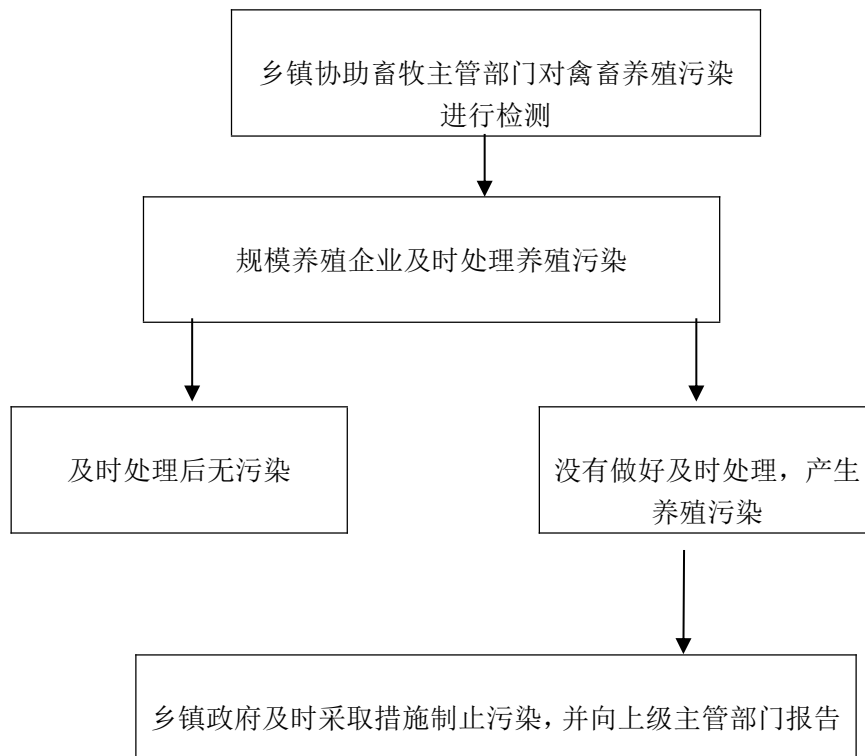 乡镇协助畜牧主管部门对禽畜养殖污染
进行检测
规模养殖企业及时处理养殖污染
及时处理后无污染
没有做好及时处理，产生
养殖污染
乡镇政府及时采取措施制止污染，并向上级主管部门报告